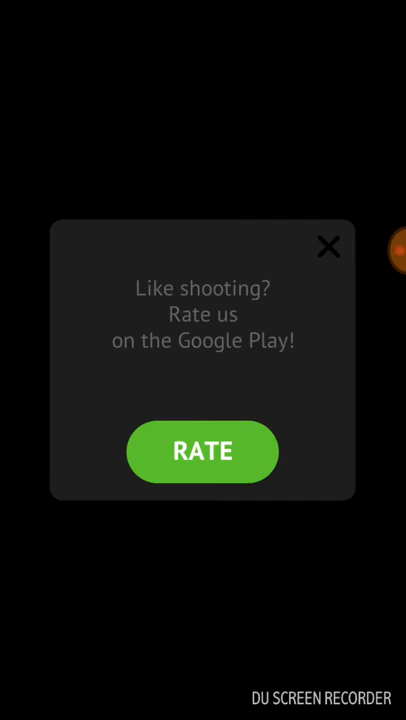 Like shooting?
Rate us
on the Google Play!
RATE
DU SCREEN RECORDER